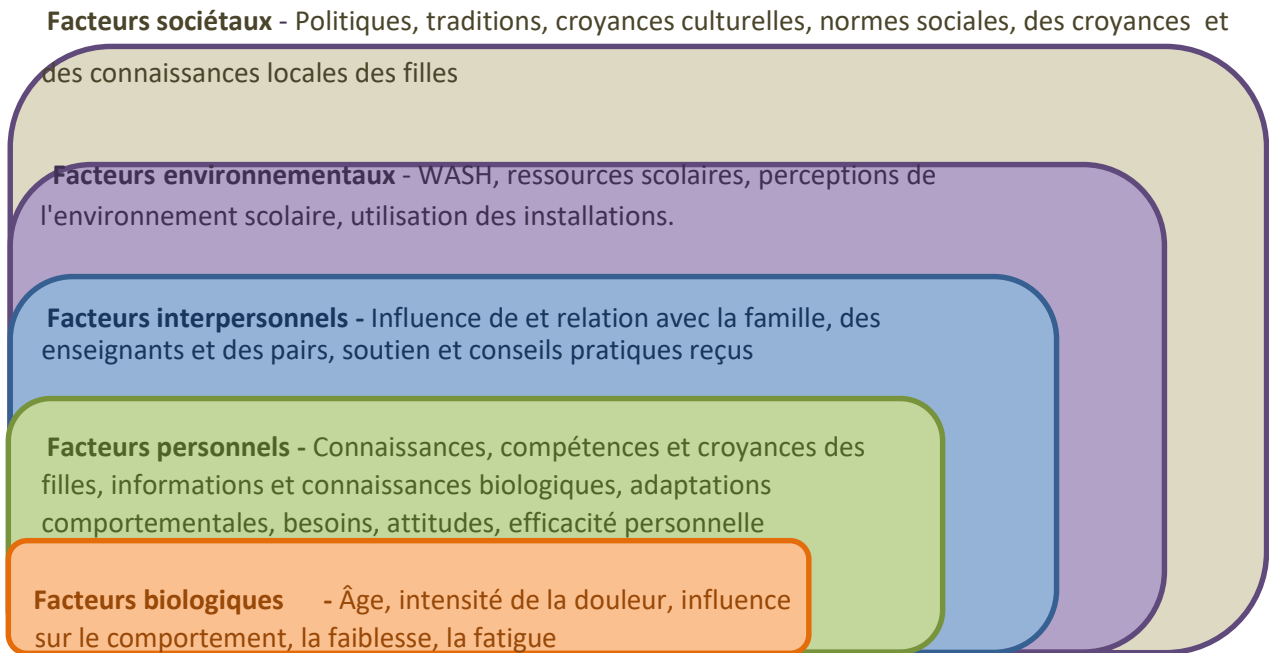 Facteurs sociétaux - Politiques, traditions, croyances culturelles, normes sociales, des croyances et
des connaissances locales des filles
Facteurs environnementaux - WASH, ressources scolaires, perceptions de
l'environnement scolaire, utilisation des installations.
Facteurs interpersonnels - Influence de et relation avec la famille, des
enseignants et des pairs, soutien et conseils pratiques reçus
Facteurs personnels - Connaissances, compétences et croyances des
filles, informations et connaissances biologiques, adaptations
comportementales, besoins, attitudes, efficacité personnelle
Facteurs biologiques - Âge, intensité de la douleur, influence
sur le comportement, la faiblesse, la fatigue